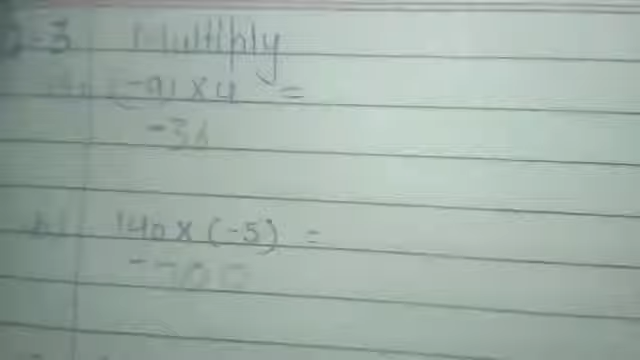 Multiply
(-9) x 4 =
-36
b) 140 x (-5) =
-700